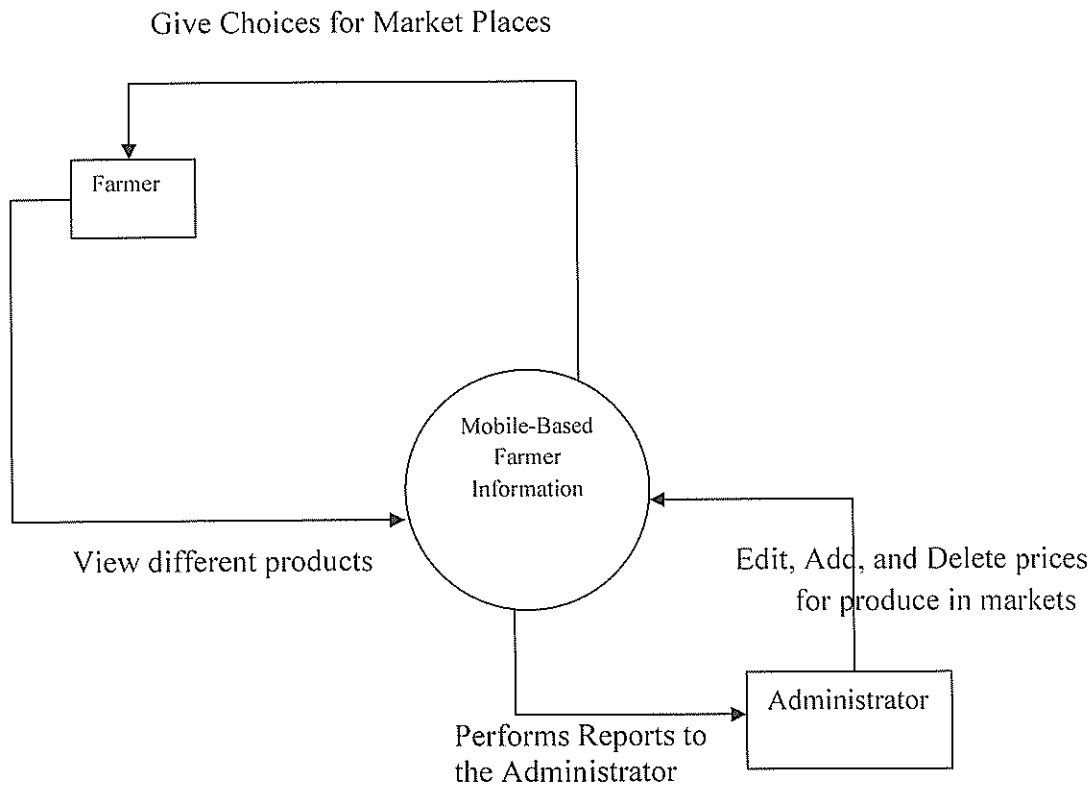 Give Choices for Market Places
Farmer
Mobile-Based
Farmer
Information
View different products
Edit, Add, and Delete prices
for produce in markets
Administrator
Performs Reports to
the Administrator